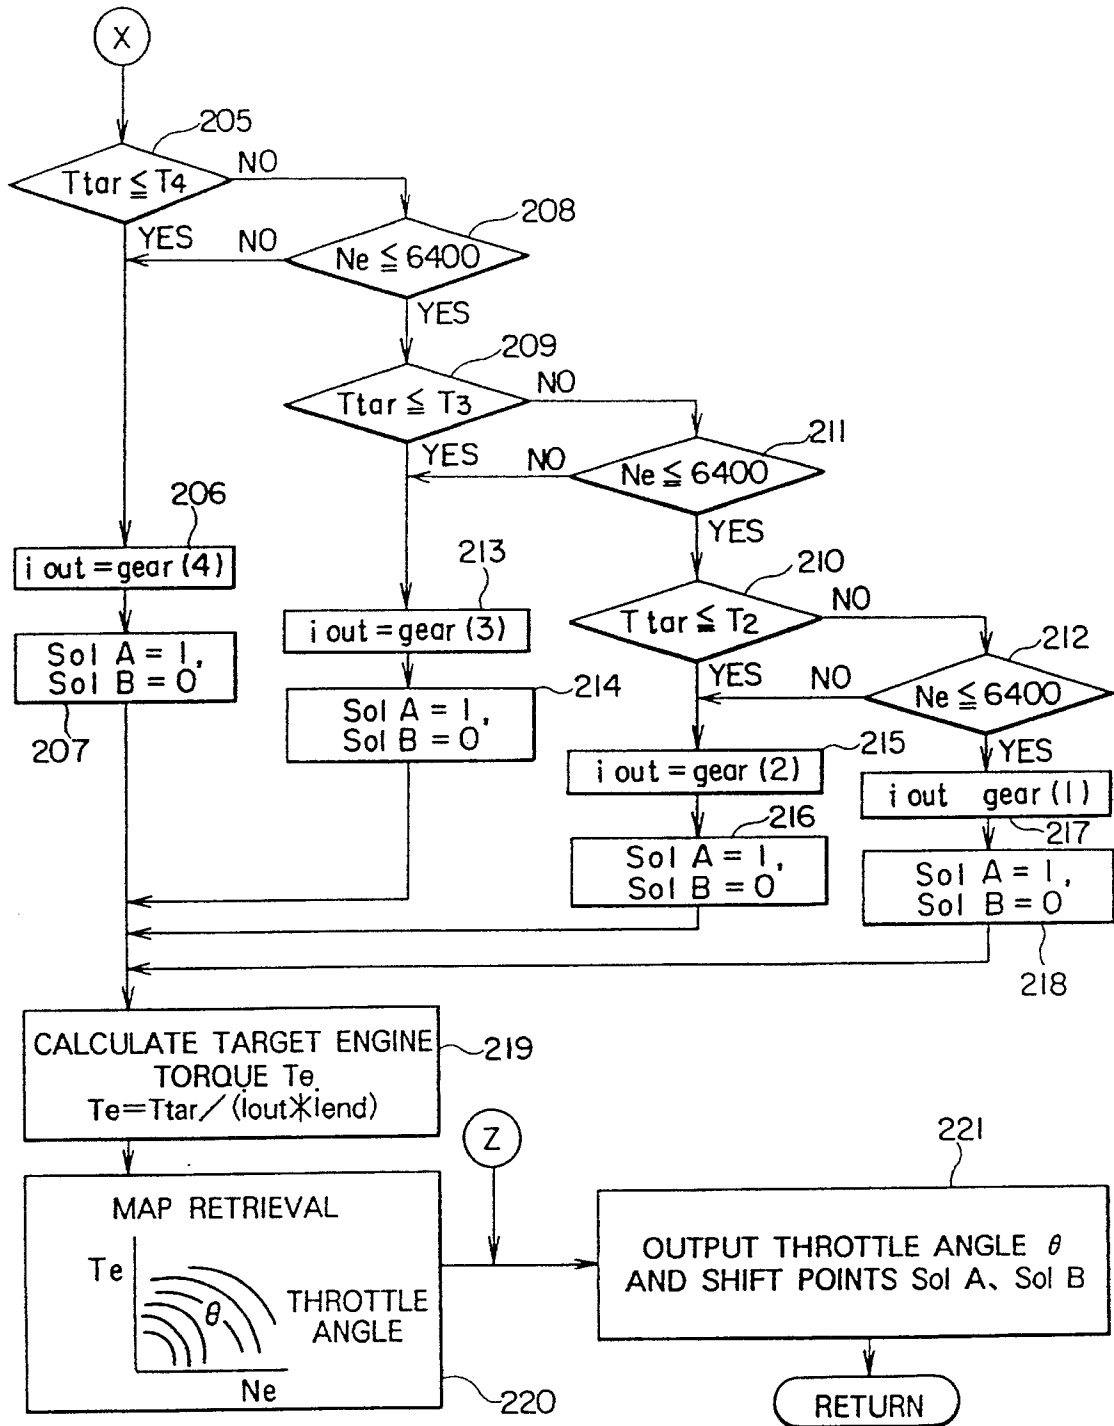 X
205
Ttar ≦ T4
NO
208
YES
NO
Ne ≦ 6400
YES
209
Ttar ≦ T3
NO
211
YES
NO
Ne ≦ 6400
206
YES
i out = gear (4)
213
210
Ttar ≦ T2
NO
i out = gear (3)
212
Sol A = 1,
Sol B = 0
207
214
YES
NO
Ne ≦ 6400
Sol A = 1,
Sol B = 0
215
YES
i out = gear (2)
i out gear (1)
216
217
Sol A = 1,
Sol B = 0
Sol A = 1,
Sol B = 0
218
CALCULATE TARGET ENGINE
TORQUE Te.
Te=Ttar/(Iout*Iend)
219
Z
221
MAP RETRIEVAL
Te
θ
THROTTLE
ANGLE
Ne
220
OUTPUT THROTTLE ANGLE θ
AND SHIFT POINTS Sol A、Sol B
RETURN